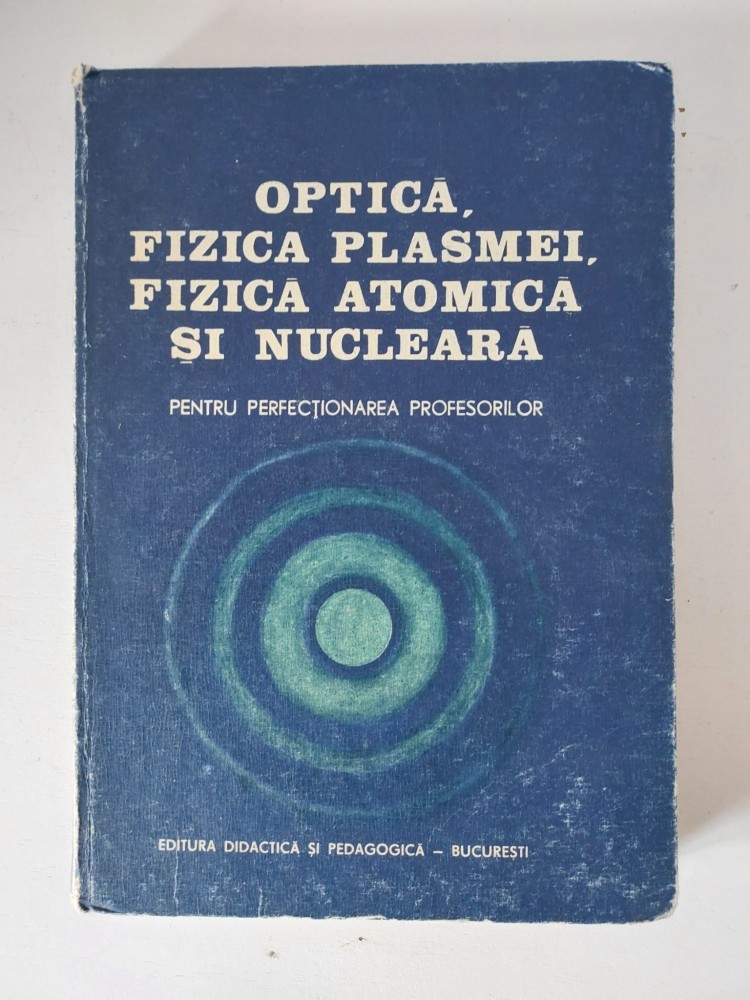 OPTICĂ,
FIZICA PLASMEI,
FIZICĂ ATOMICĂ
ȘI NUCLEARĂ
PENTRU PERFECȚIONAREA PROFESORILOR
EDITURA DIDACTICĂ ȘI PEDAGOGICĂ – BUCUREȘTI